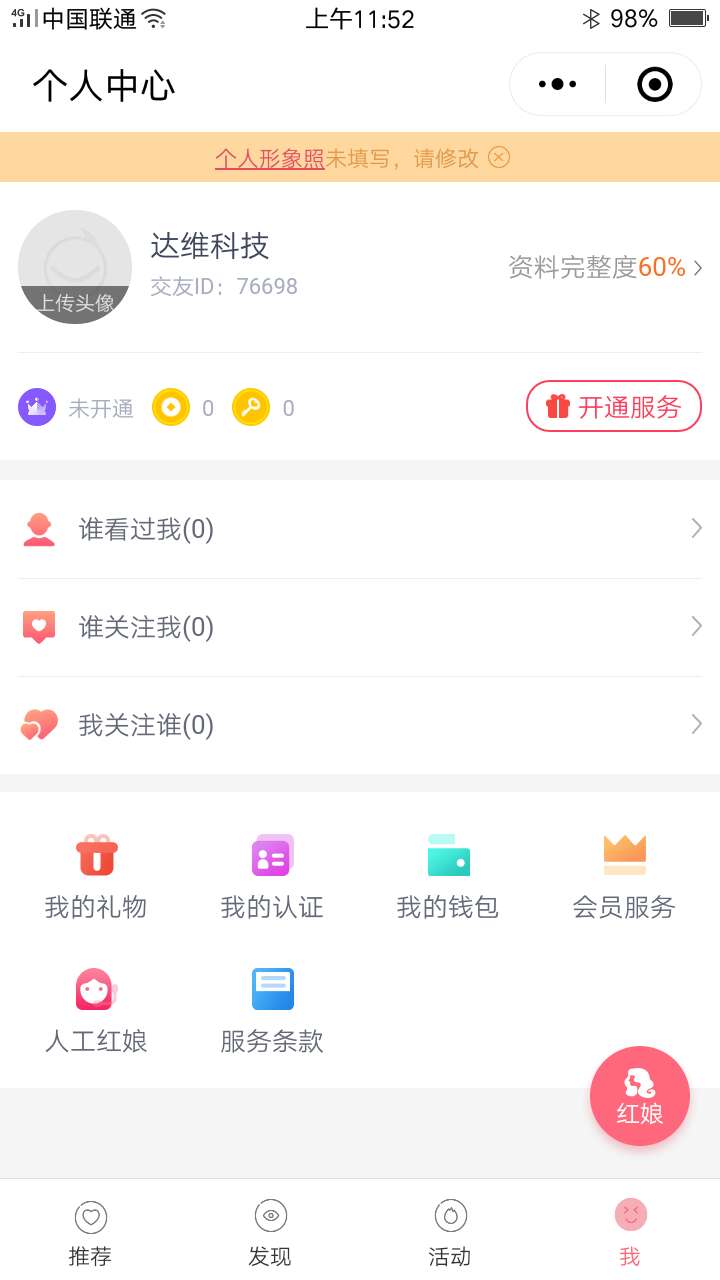 4G 中国联通 上午11:52 98%
个人中心
个人形象照未填写，请修改
达维科技
交友ID：76698
上传头像
资料完整度60%
未开通 0 0 开通服务
谁看过我(0)
谁关注我(0)
我关注谁(0)
我的礼物 我的认证 我的钱包 会员服务
人工红娘 服务条款
红娘
推荐 发现 活动 我